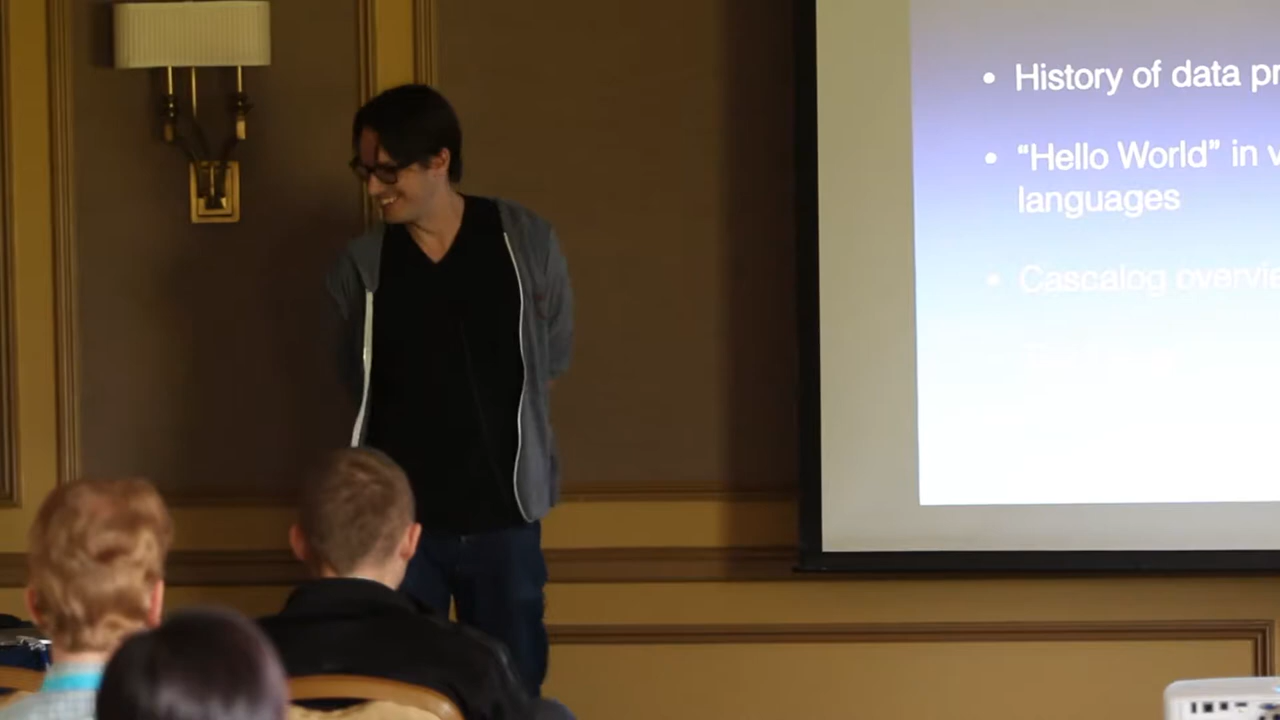 • History of data
• “Hello World” in
languages
• Cascalog